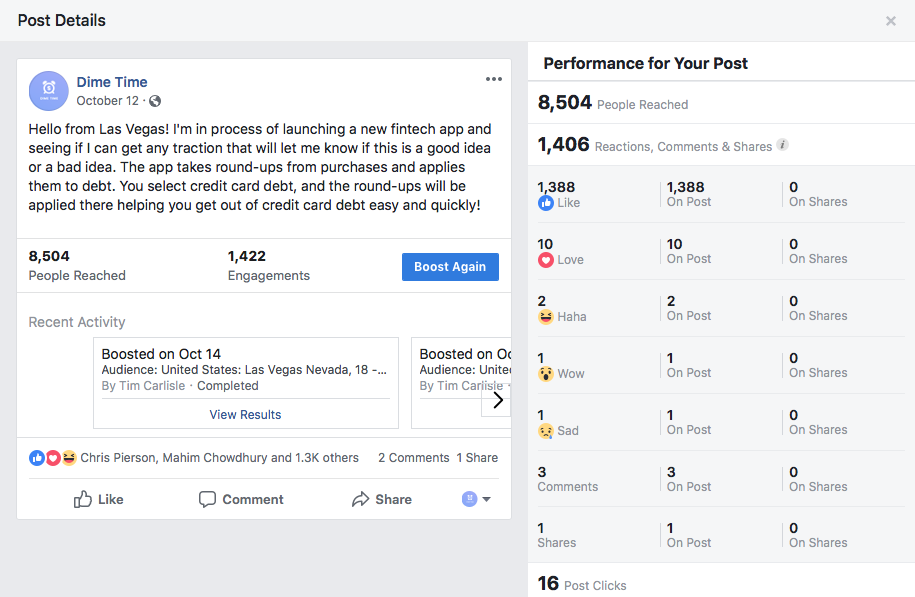 Post Details
Dime Time
October 12 ·
Hello from Las Vegas! I'm in process of launching a new fintech app and
seeing if I can get any traction that will let me know if this is a good idea
or a bad idea. The app takes round-ups from purchases and applies
them to debt. You select credit card debt, and the round-ups will be
applied there helping you get out of credit card debt easy and quickly!
8,504 1,422
People Reached Engagements
Boost Again
Recent Activity
Boosted on Oct 14
Audience: United States: Las Vegas Nevada, 18 -...
By Tim Carlisle · Completed
View Results
Boosted on Oc
Audience: Unite
By Tim Carlisle ·
Chris Pierson, Mahim Chowdhury and 1.3K others 2 Comments 1 Share
Like Comment Share
Performance for Your Post
8,504 People Reached
1,406 Reactions, Comments & Shares i
1,388 1,388 0
Like On Post On Shares
10 10 0
Love On Post On Shares
2 2 0
Haha On Post On Shares
1 1 0
Wow On Post On Shares
1 1 0
Sad On Post On Shares
3 3 0
Comments On Post On Shares
1 1 0
Shares On Post On Shares
16 Post Clicks